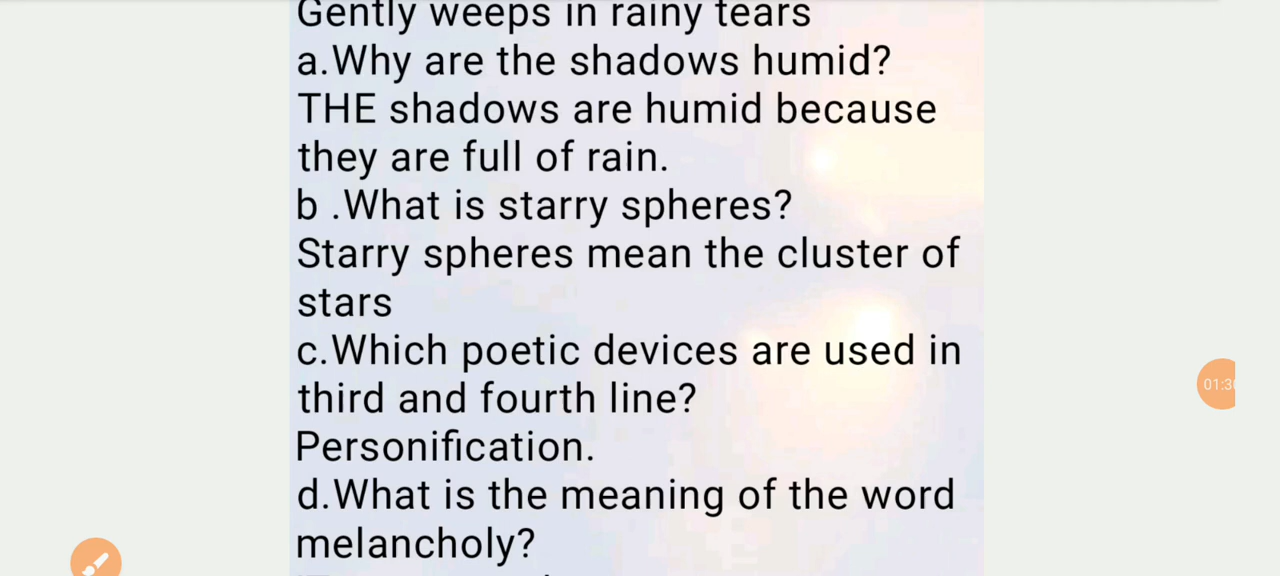 Gently weeps in rainy tears
a.Why are the shadows humid?
THE shadows are humid because
they are full of rain.
b .What is starry spheres?
Starry spheres mean the cluster of
stars
c.Which poetic devices are used in
third and fourth line?
Personification.
d.What is the meaning of the word
melancholy?